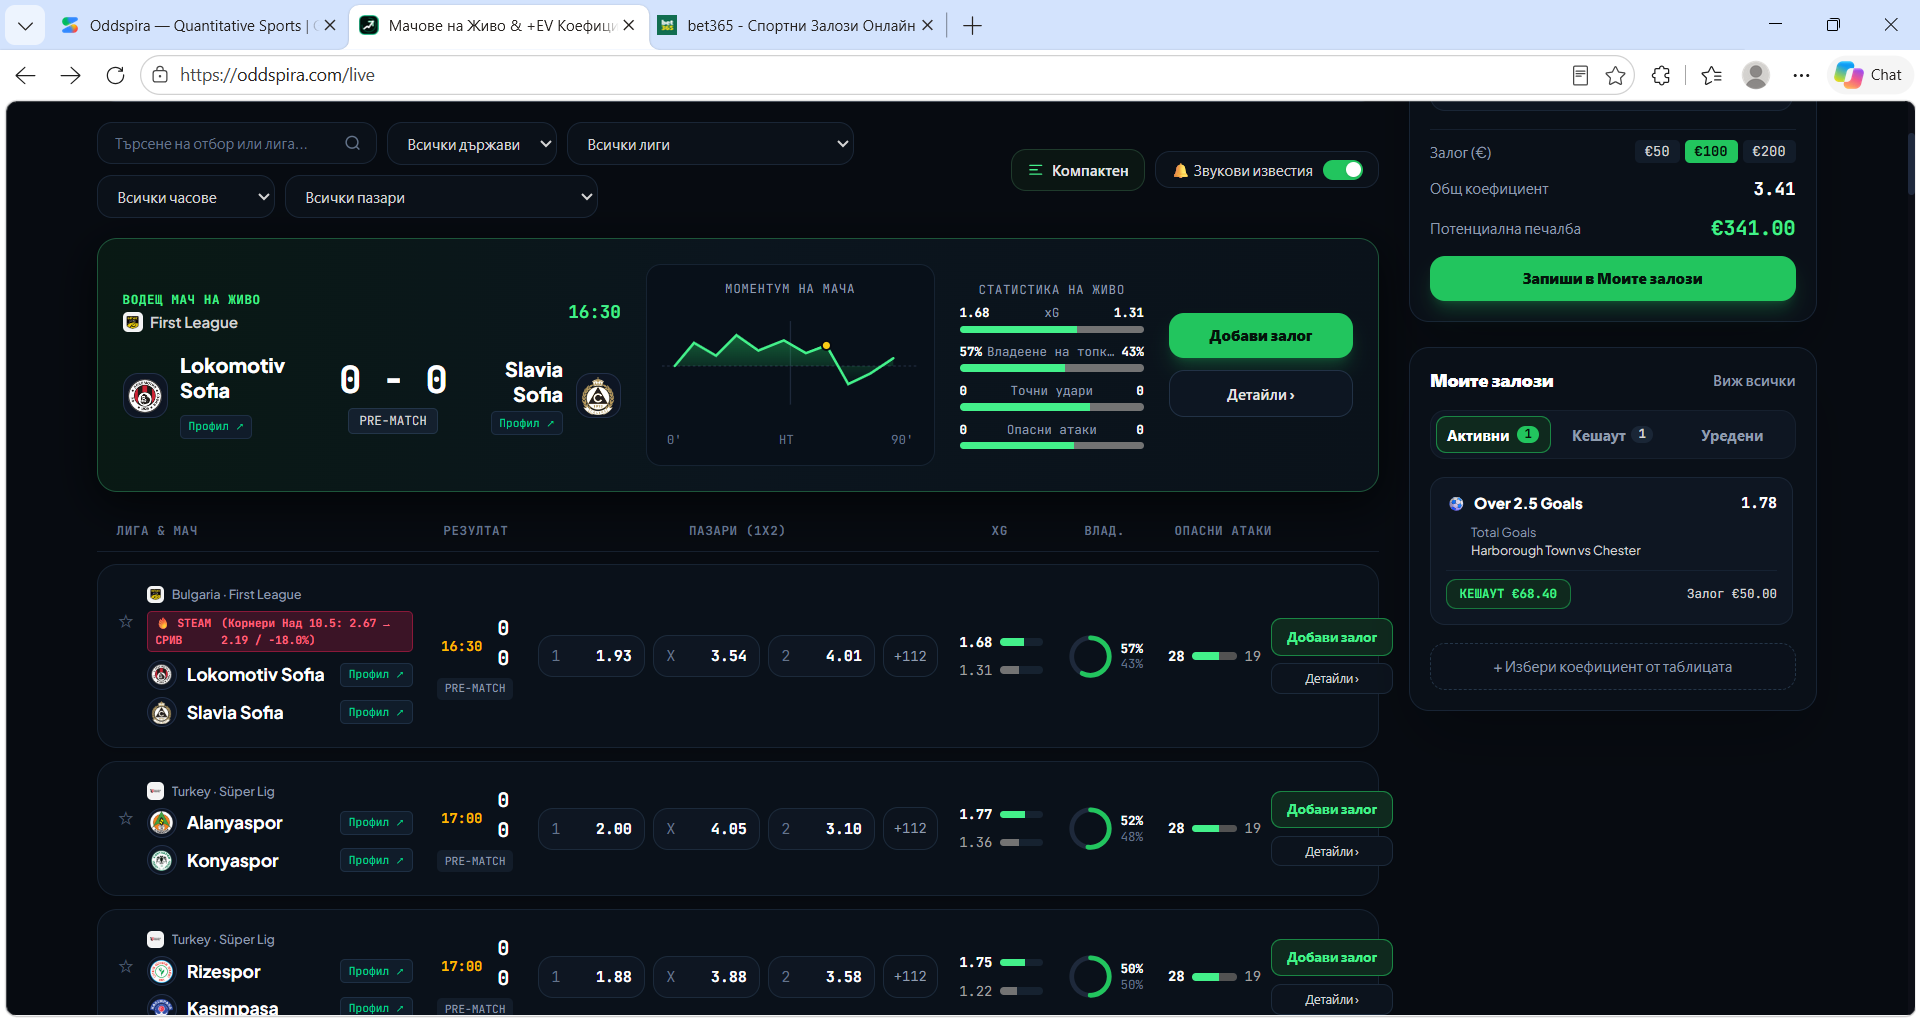 Oddspira — Quantitative Sports |
Мачове на Живо & +EV Коефиц
bet365 - Спортни Залози Онлайн
https://oddspira.com/live
Chat
Търсене на отбор или лига...
Всички държави
Всички лиги
Всички часове
Всички пазари
Компактен
Звукови известия
ВОДЕЩ МАЧ НА ЖИВО
First League
16:30
Lokomotiv
Sofia
Профил ↗
0 - 0
PRE-MATCH
Slavia
Sofia
Профил ↗
МОМЕНТУМ НА МАЧА
0' HT 90'
СТАТИСТИКА НА ЖИВО
1.68 xG 1.31
57% Владеене на топк… 43%
0 Точни удари 0
0 Опасни атаки 0
Добави залог
Детайли ›
ЛИГА & МАЧ РЕЗУЛТАТ ПАЗАРИ (1X2) XG ВЛАД. ОПАСНИ АТАКИ
Bulgaria · First League
STEAM СРИВ (Корнери Над 10.5: 2.67 → 2.19 / -18.0%)
Lokomotiv Sofia Профил ↗
Slavia Sofia Профил ↗
16:30
0
0
PRE-MATCH
1 1.93 X 3.54 2 4.01 +112
1.68
1.31
57%
43%
28 19
Добави залог
Детайли ›
Turkey · Süper Lig
Alanyaspor Профил ↗
Konyaspor Профил ↗
17:00
0
0
PRE-MATCH
1 2.00 X 4.05 2 3.10 +112
1.77
1.36
52%
48%
28 19
Добави залог
Детайли ›
Turkey · Süper Lig
Rizespor Профил ↗
Kasımpaşa Профил ↗
17:00
0
0
PRE-MATCH
1 1.88 X 3.88 2 3.58 +112
1.75
1.22
50%
50%
28 19
Добави залог
Детайли ›
Залог (€) €50 €100 €200
Общ коефициент 3.41
Потенциална печалба €341.00
Запиши в Моите залози
Моите залози Виж всички
Активни 1 Кешаут 1 Уредени
Over 2.5 Goals 1.78
Total Goals
Harborough Town vs Chester
КЕШАУТ €68.40 Залог €50.00
+ Избери коефициент от таблицата